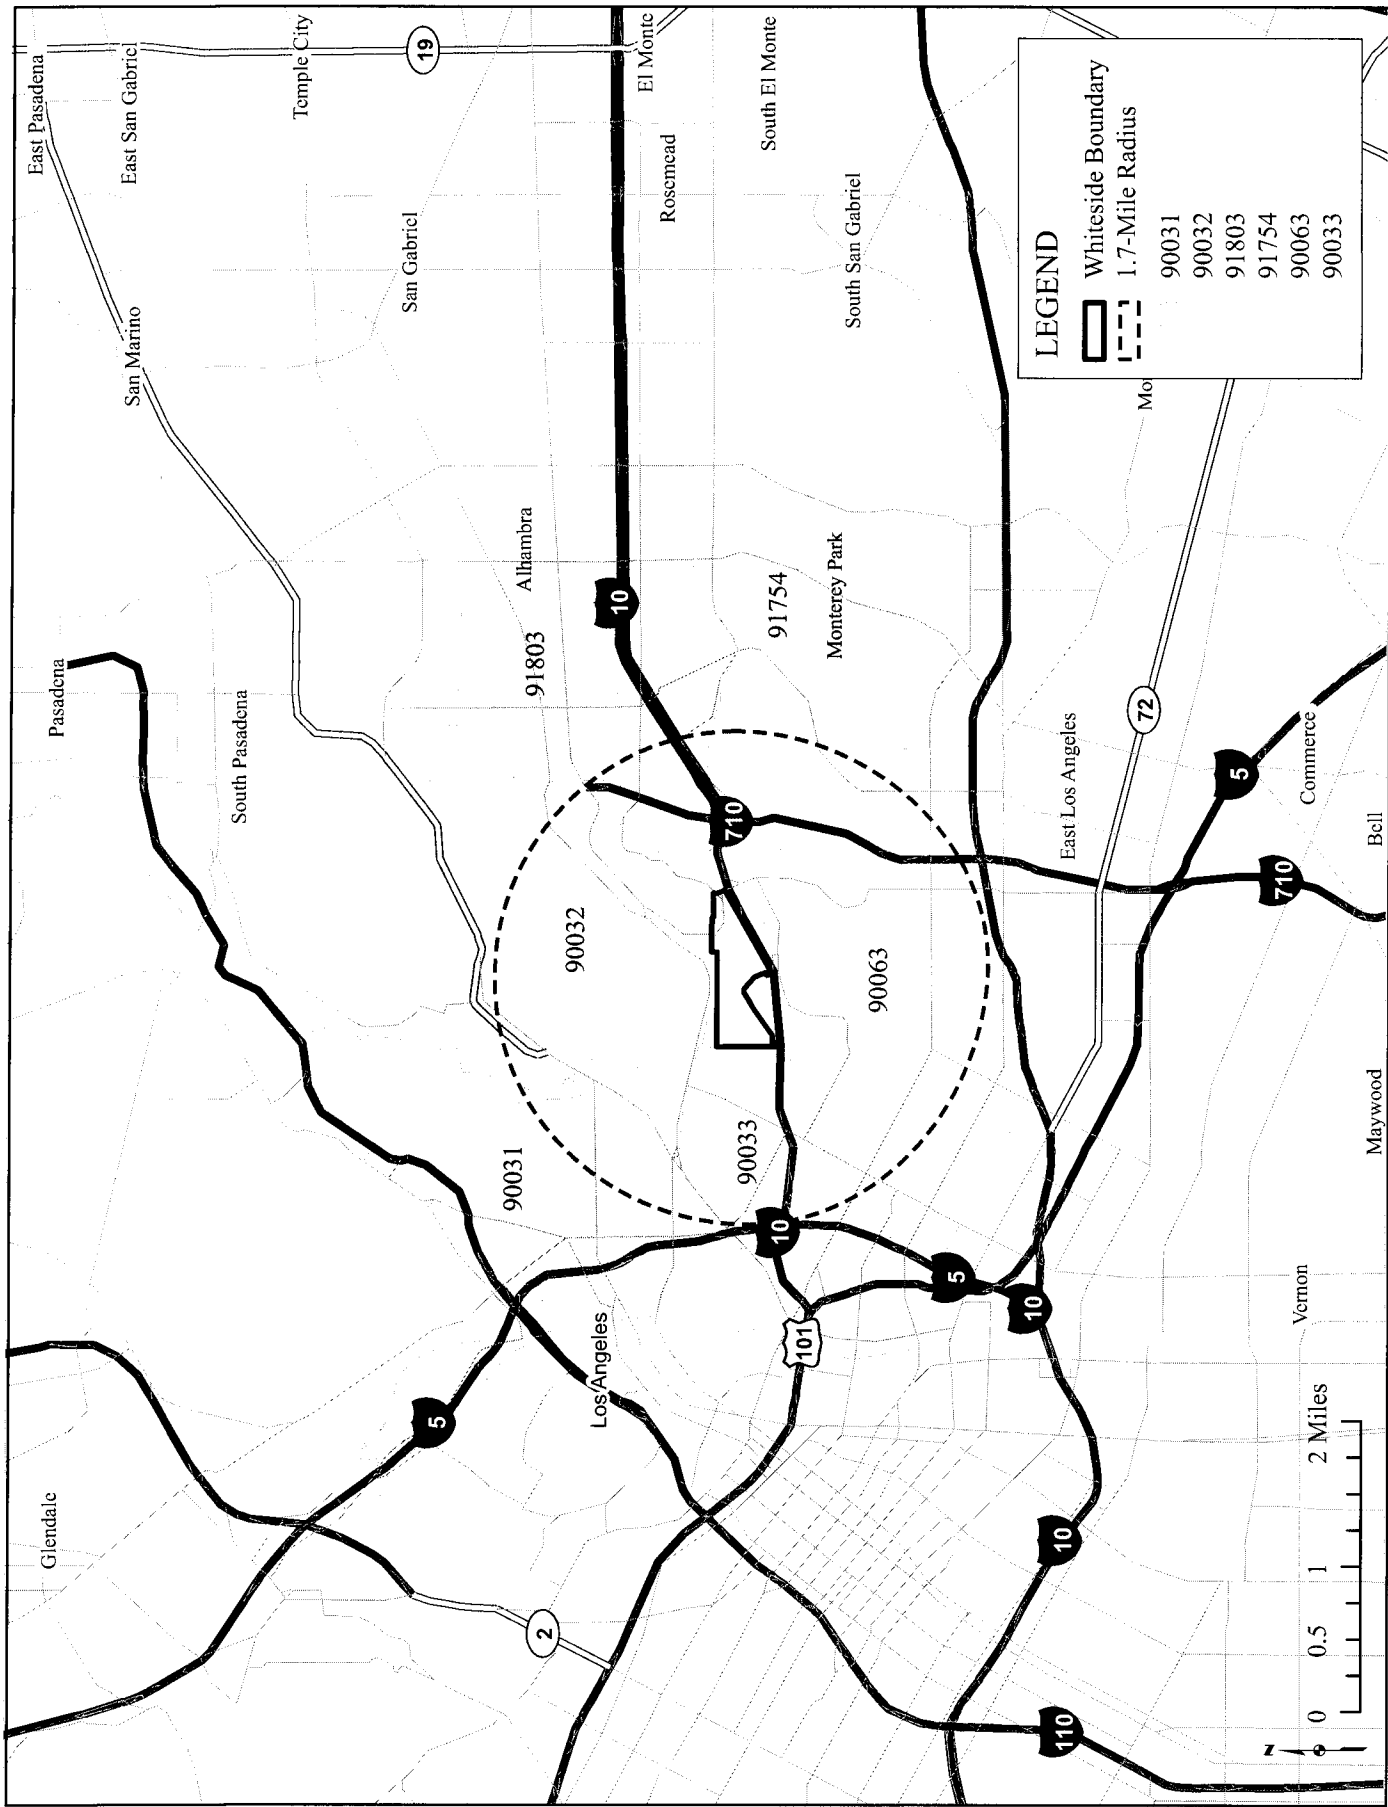 East Pasadena
Glendale
Pasadena
East San Gabriel
San Marino
South Pasadena
Temple City
San Gabriel
19
5
90031
Alhambra
91803
2
90032
Los Angeles
10
El Monte
Rosemead
710
90033
South El Monte
91754
10
101
Monterey Park
South San Gabriel
90063
5
10
110
10
East Los Angeles
72
Mo
5
710
Vernon
Commerce
Maywood
Bell
LEGEND
Whiteside Boundary
1.7-Mile Radius
90031
90032
91803
91754
90063
90033
N
0 0.5 1 2 Miles